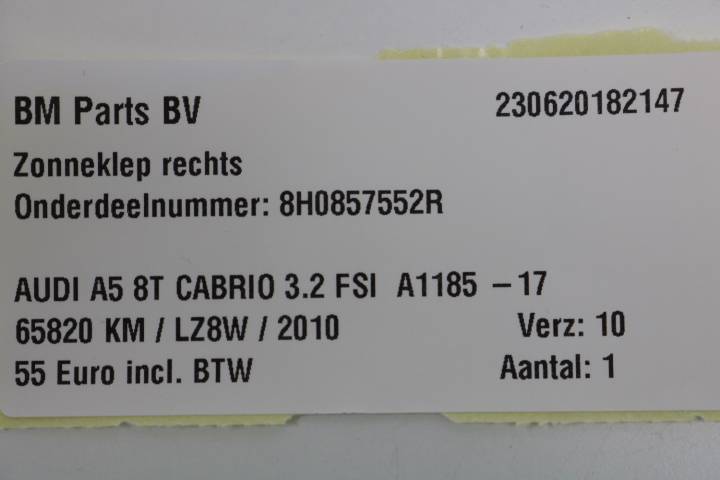 BM Parts BV 230620182147
Zonneklep rechts
Onderdeelnummer: 8H0857552R
AUDI A5 8T CABRIO 3.2 FSI A1185 - 17
65820 KM / LZ8W / 2010 Verz: 10
55 Euro incl. BTW Aantal: 1